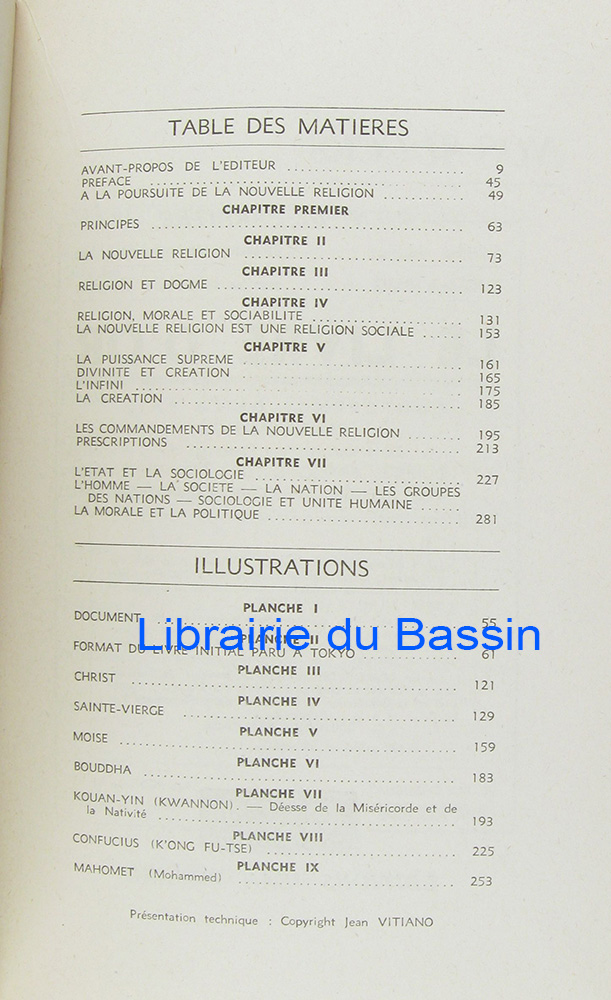 TABLE DES MATIERES
AVANT-PROPOS DE L'EDITEUR 9
PREFACE 45
A LA POURSUITE DE LA NOUVELLE RELIGION 49
CHAPITRE PREMIER
PRINCIPES 63
CHAPITRE II
LA NOUVELLE RELIGION 73
CHAPITRE III
RELIGION ET DOGME 123
CHAPITRE IV
RELIGION, MORALE ET SOCIABILITE 131
LA NOUVELLE RELIGION EST UNE RELIGION SOCIALE 153
CHAPITRE V
LA PUISSANCE SUPREME 161
DIVINITE ET CREATION 165
L'INFINI 175
LA CREATION 185
CHAPITRE VI
LES COMMANDEMENTS DE LA NOUVELLE RELIGION 195
PRESCRIPTIONS 213
CHAPITRE VII
L'ETAT ET LA SOCIOLOGIE 227
L'HOMME — LA SOCIETE — LA NATION — LES GROUPES
DES NATIONS — SOCIOLOGIE ET UNITE HUMAINE
LA MORALE ET LA POLITIQUE 281
ILLUSTRATIONS
PLANCHE I
DOCUMENT 55
Librairie du Bassin
PLANCHE II
FORMAT DU LIVRE INITIAL PARU A TOKYO 61
PLANCHE III
CHRIST 121
PLANCHE IV
SAINTE-VIERGE 129
PLANCHE V
MOISE 159
PLANCHE VI
BOUDDHA 183
PLANCHE VII
KOUAN-YIN (KWANNON). — Déesse de la Miséricorde et de
la Nativité 193
PLANCHE VIII
CONFUCIUS (K'ONG FU-TSE) 225
PLANCHE IX
MAHOMET (Mohammed) 253
Présentation technique : Copyright Jean VITIANO